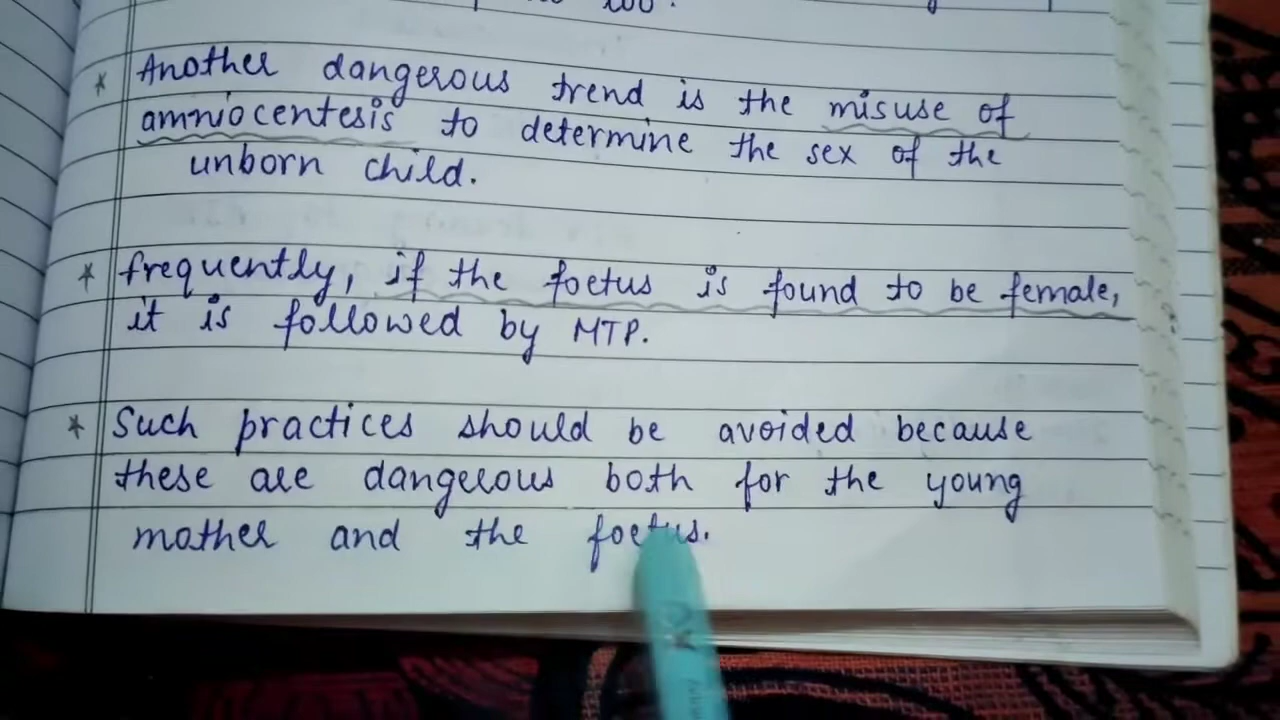 * Another dangerous trend is the misuse of
amniocentesis to determine the sex of the
unborn child.
* frequently, if the foetus is found to be female,
it is followed by MTP.
* Such practices should be avoided because
these are dangerous both for the young
mother and the foetus.